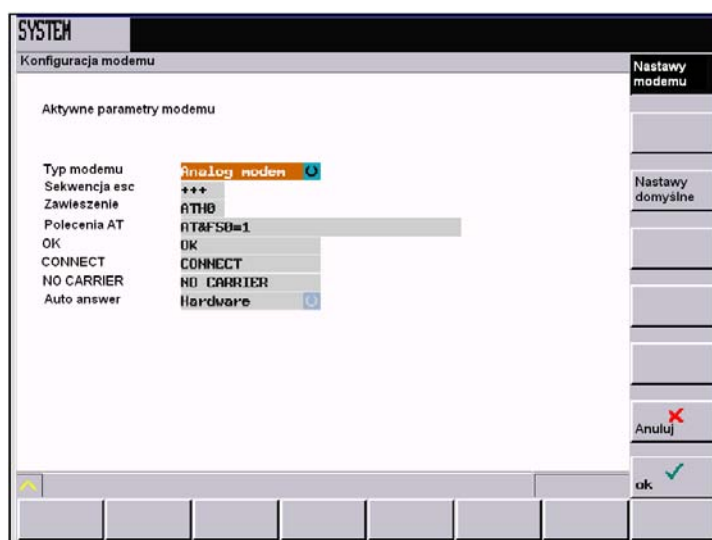 SYSTEM
Konfiguracja modemu
Aktywne parametry modemu
Typ modemu Analog modem
Sekwencja esc +++
Zawieszenie ATH0
Polecenia AT AT&FS0=1
OK OK
CONNECT CONNECT
NO CARRIER NO CARRIER
Auto answer Hardware
Nastawy
modemu
Nastawy
domyślne
Anuluj
ok